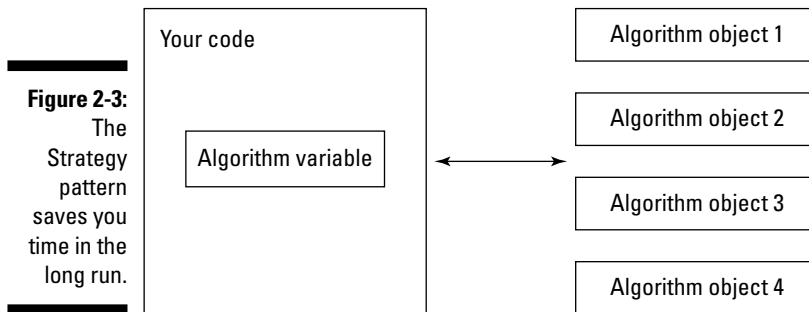 Figure 2-3:
The
Strategy
pattern
saves you
time in the
long run.
Your code
Algorithm variable
Algorithm object 1
Algorithm object 2
Algorithm object 3
Algorithm object 4